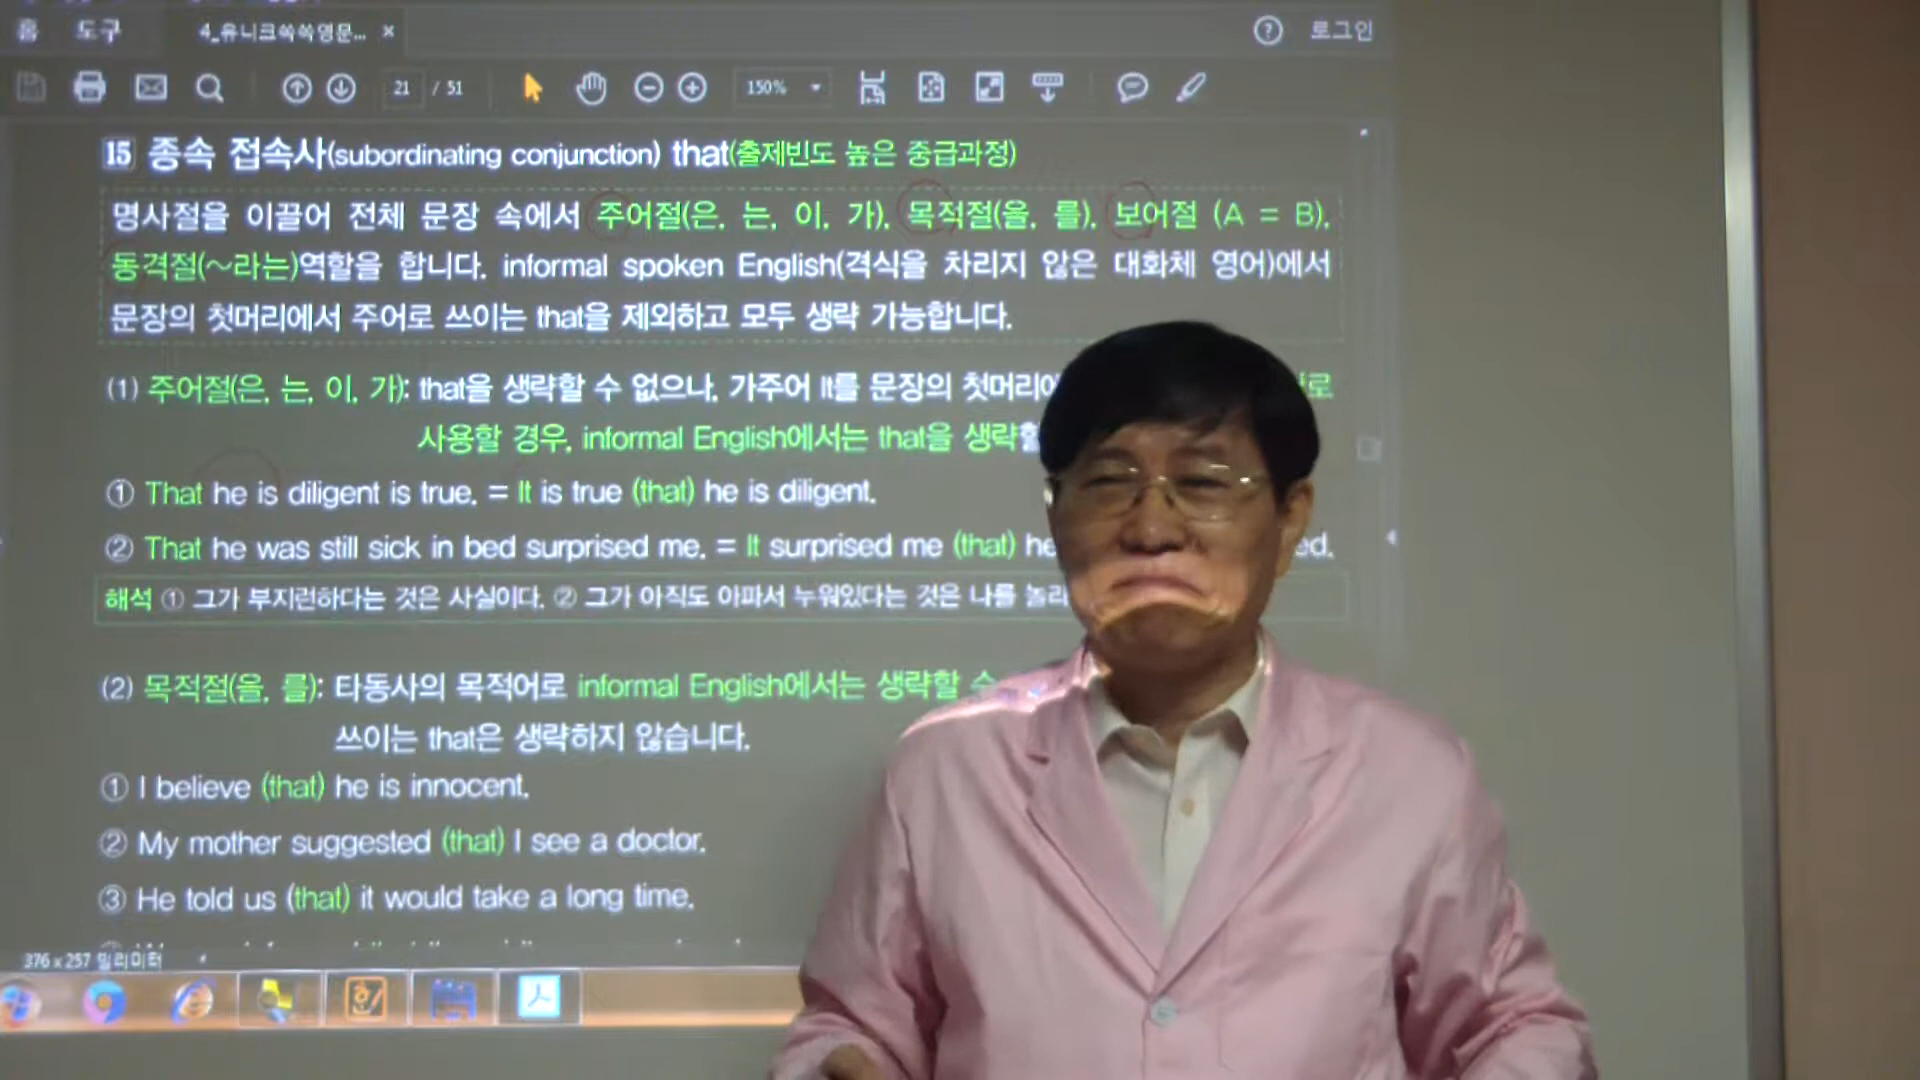 홈 도구 4_유니크쏙쏙영문... × ? 로그인
21 / 51 150%
15 종속 접속사(subordinating conjunction) that(출제빈도 높은 중급과정)
명사절을 이끌어 전체 문장 속에서 주어절(은, 는, 이, 가), 목적절(을, 를), 보어절 (A = B),
동격절(~라는)역할을 합니다. informal spoken English(격식을 차리지 않은 대화체 영어)에서
문장의 첫머리에서 주어로 쓰이는 that을 제외하고 모두 생략 가능합니다.
(1) 주어절(은, 는, 이, 가): that을 생략할 수 없으나, 가주어 It를 문장의 첫머리에 로
사용할 경우, informal English에서는 that을 생략할
① That he is diligent is true. = It is true (that) he is diligent.
② That he was still sick in bed surprised me. = It surprised me (that) he ed.
해석 ① 그가 부지런하다는 것은 사실이다. ② 그가 아직도 아파서 누워있다는 것은 나를 놀라
(2) 목적절(을, 를): 타동사의 목적어로 informal English에서는 생략할 수
쓰이는 that은 생략하지 않습니다.
① I believe (that) he is innocent.
② My mother suggested (that) I see a doctor.
③ He told us (that) it would take a long time.
376 x 257 밀리미터